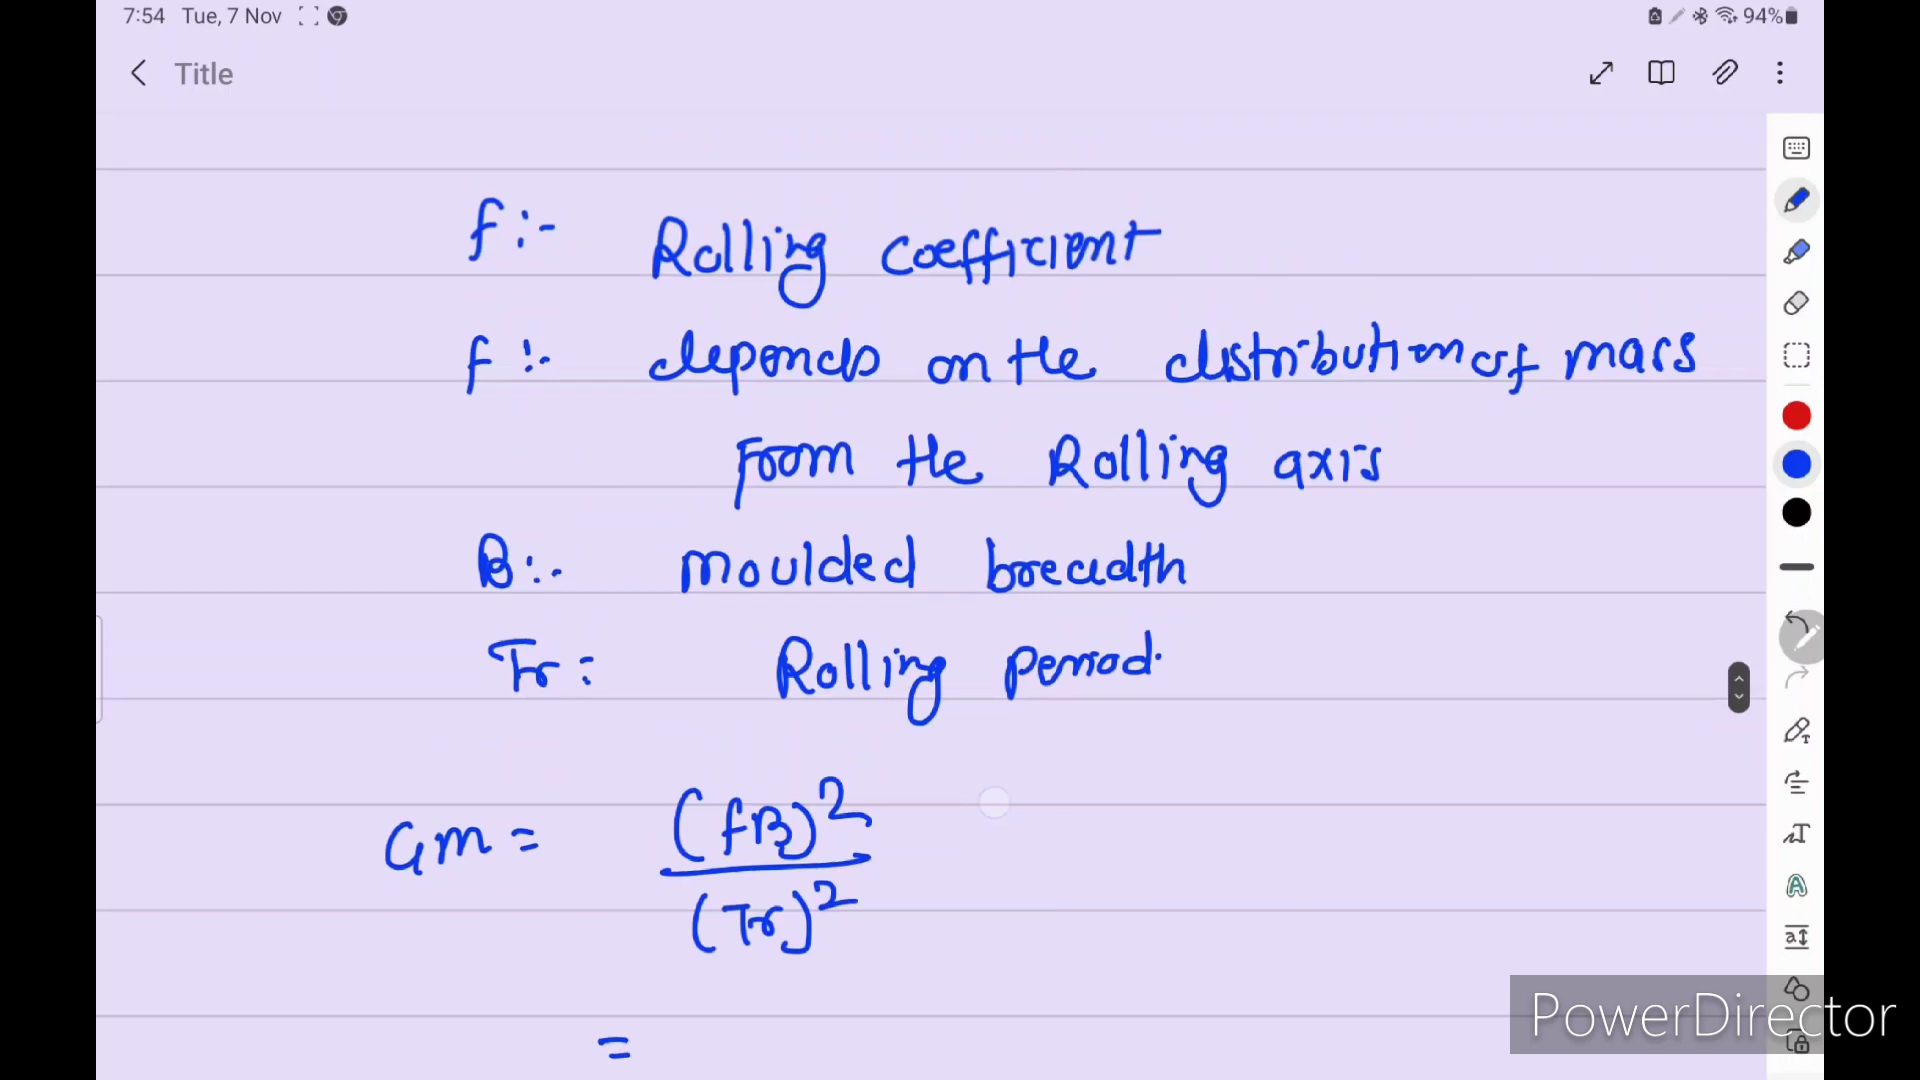 7:54 Tue, 7 Nov 94%
Title
f:- Rolling coefficient
f:- depends on the distribution of mass
From the Rolling axis
B:- moulded breadth
Tr: Rolling period.
Gm = (fB)²
(Tr)²
=
PowerDirector